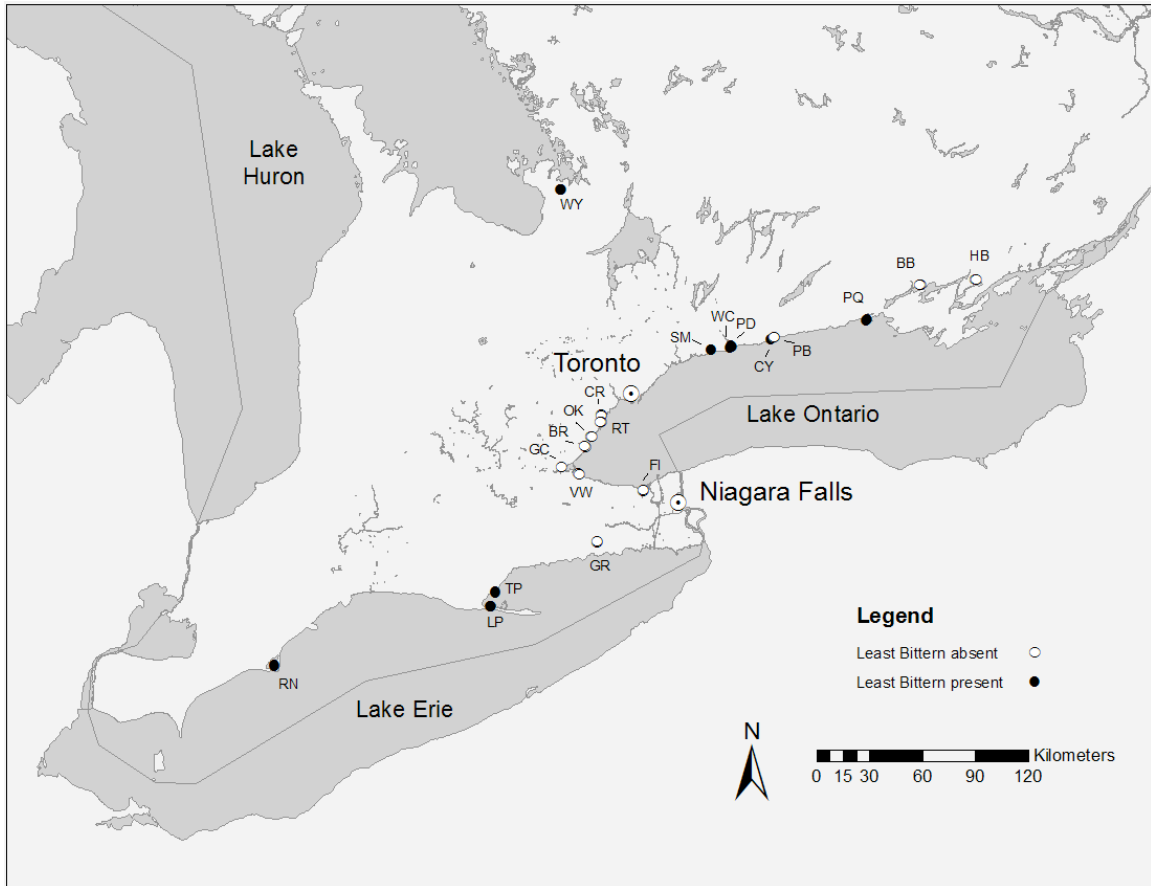 Lake
Huron
WY
BB
HB
PQ
WC
PD
SM
PB
CY
Toronto
CR
Lake Ontario
OK
RT
BR
GC
FI
VW
Niagara Falls
GR
TP
LP
RN
Lake Erie
Legend
Least Bittern absent
Least Bittern present
N
Kilometers
0 15 30 60 90 120